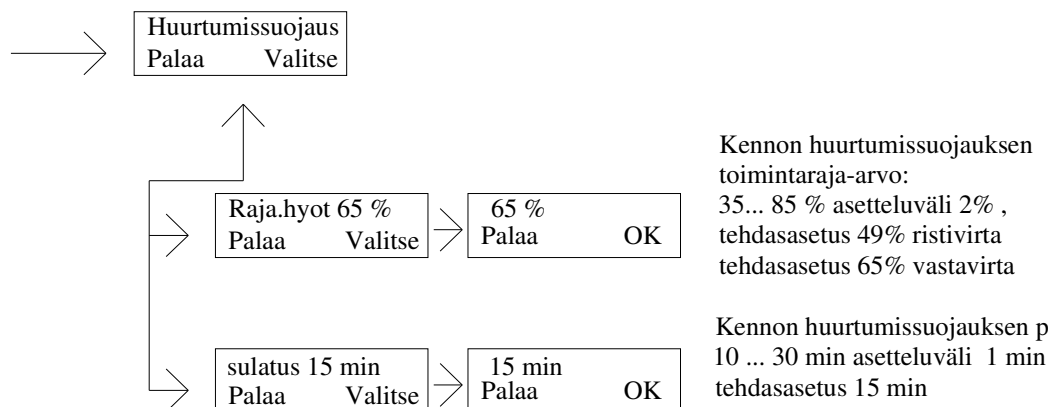 Huurtumissuojaus
Palaa Valitse
Raja.hyot 65 %
Palaa Valitse
65 %
Palaa OK
Kennon huurtumissuojauksen
toimintaraja-arvo:
35... 85 % asetteluväli 2% ,
tehdasasetus 49% ristivirta
tehdasasetus 65% vastavirta
sulatus 15 min
Palaa Valitse
15 min
Palaa OK
Kennon huurtumissuojauksen
10 ... 30 min asetteluväli 1 min
tehdasasetus 15 min